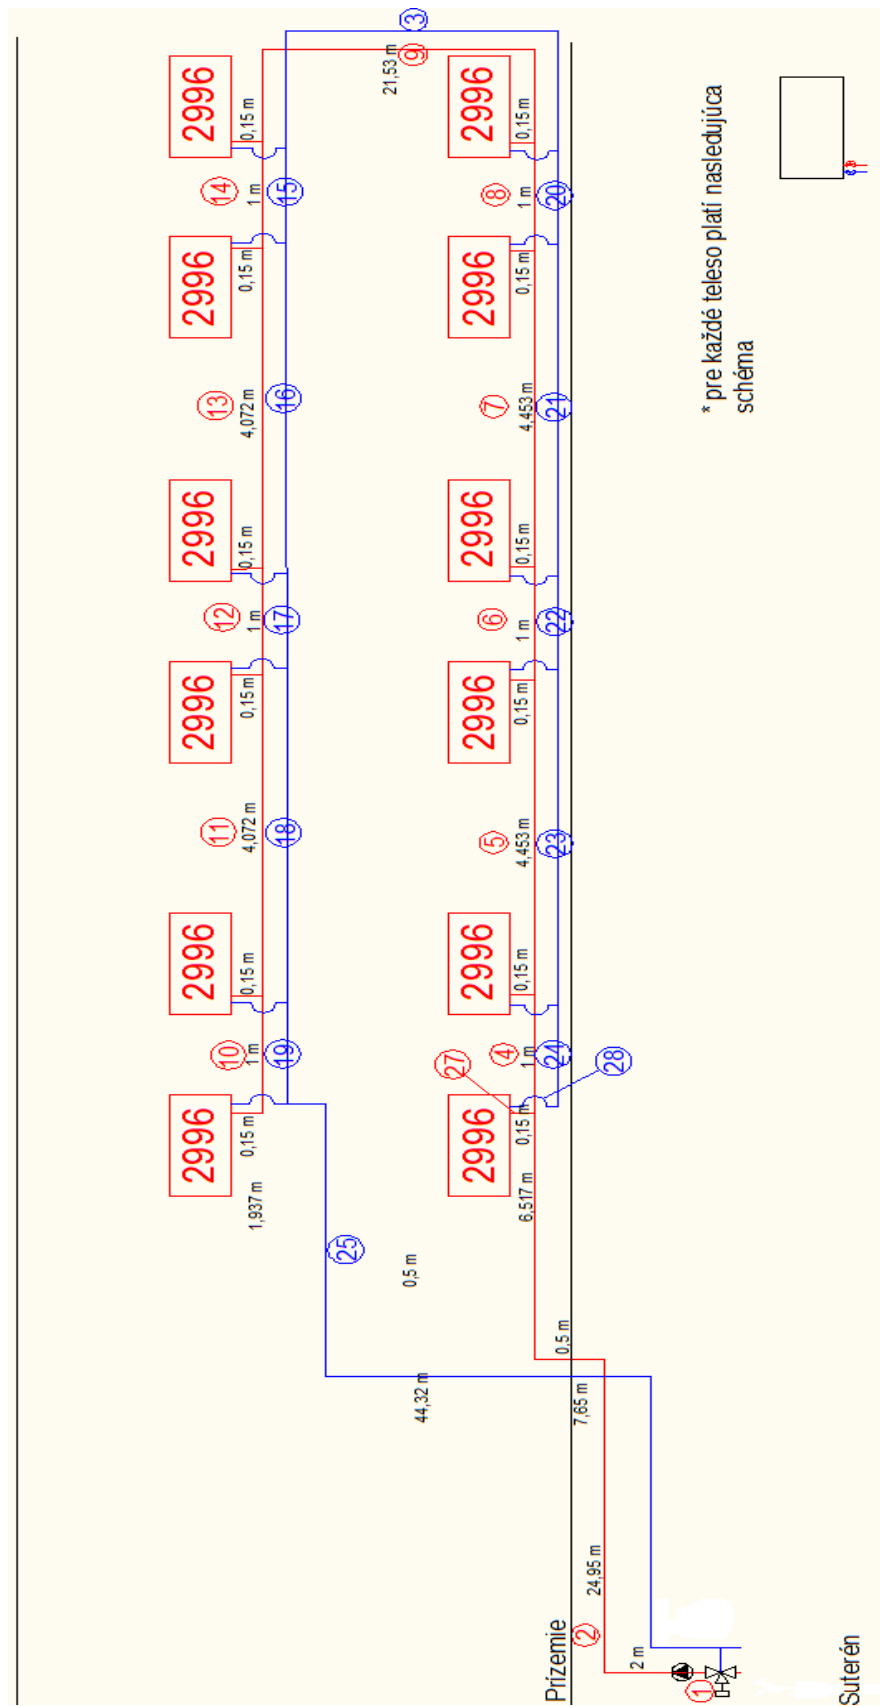 3
9
21,53 m
2996
0,15 m
14
1 m
15
2996
0,15 m
13
4,072 m
16
2996
0,15 m
12
1 m
17
2996
0,15 m
11
4,072 m
18
2996
0,15 m
10
1 m
19
2996
0,15 m
1,937 m
2996
0,15 m
8
1 m
20
2996
0,15 m
7
4,453 m
21
2996
0,15 m
6
1 m
22
2996
0,15 m
5
4,453 m
23
2996
0,15 m
4
1 m
24
27
28
2996
0,15 m
6,517 m
25
0,5 m
0,5 m
44,32 m
7,65 m
24,95 m
2
2 m
1
Prízemie
Suterén
* pre každé teleso platí nasledujúca
schéma